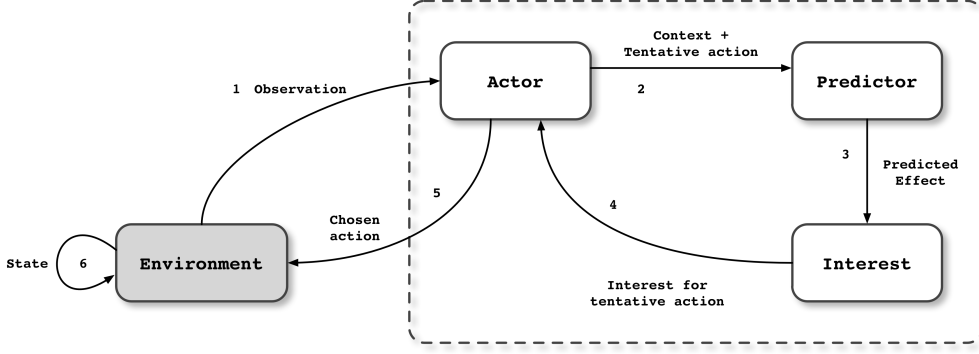 Context +
Tentative action
1 Observation
Actor
2
Predictor
3
Predicted
Effect
5
4
Chosen
action
State
6
Environment
Interest
Interest for
tentative action